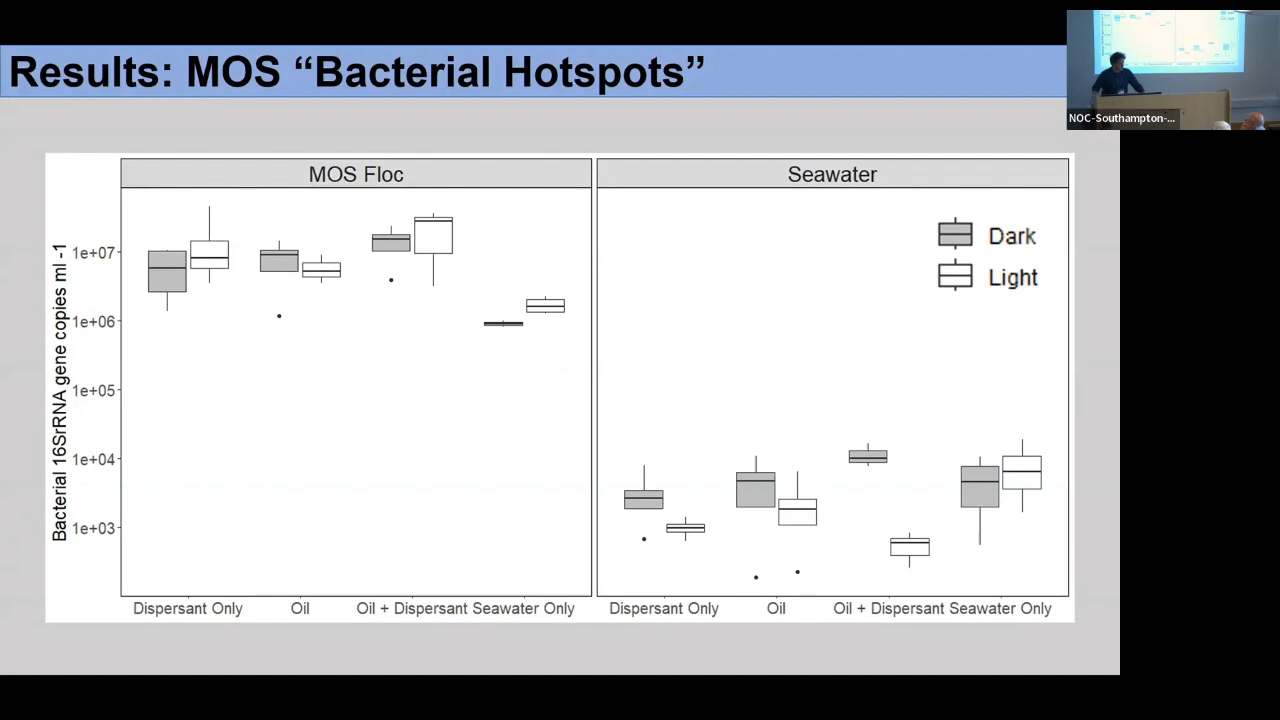 Results: MOS “Bacterial Hotspots”
NOC-Southampton-...
MOS Floc
Seawater
Bacterial 16SrRNA gene copies ml -1
1e+07
1e+06
1e+05
1e+04
1e+03
Dark
Light
Dispersant Only
Oil
Oil + Dispersant
Seawater Only
Dispersant Only
Oil
Oil + Dispersant
Seawater Only